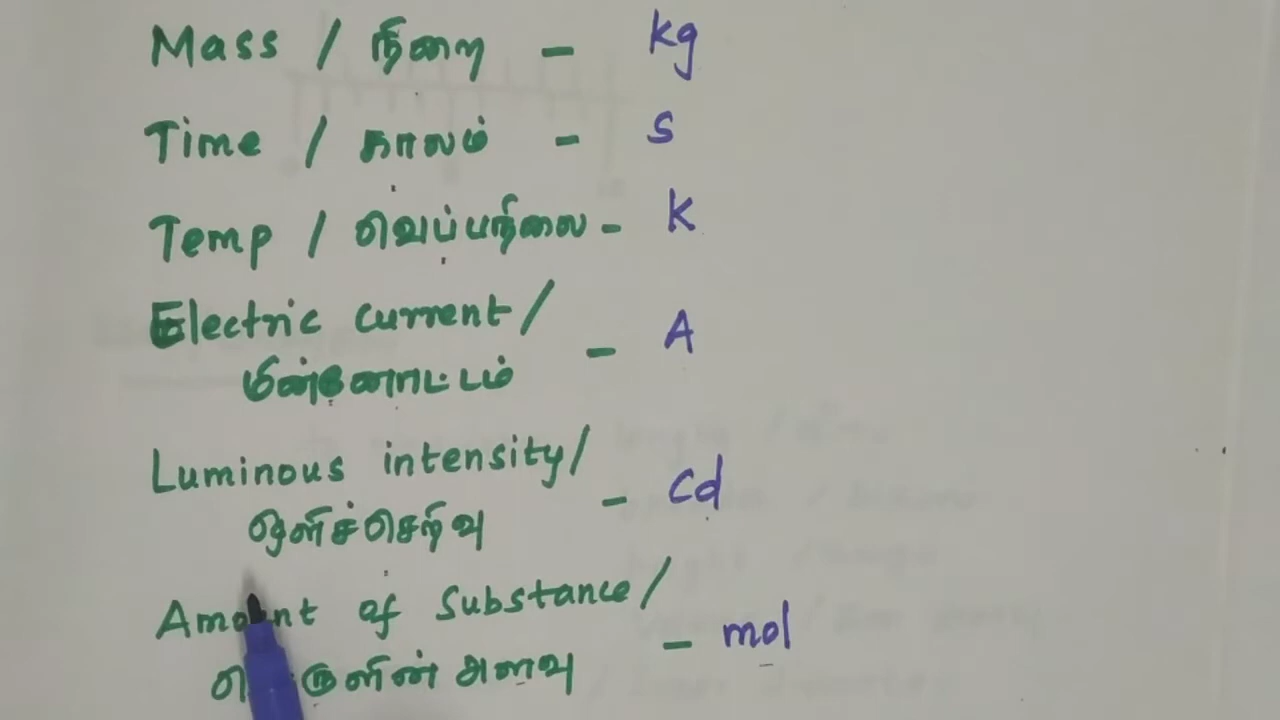 Mass / நிறை - kg
Time / காலம் - s
Temp / வெப்பநிலை - K
Electric current /
மின்னோட்டம் - A
Luminous intensity /
ஒளிச்செறிவு - cd
Amount of Substance /
பொருளின் அளவு - mol